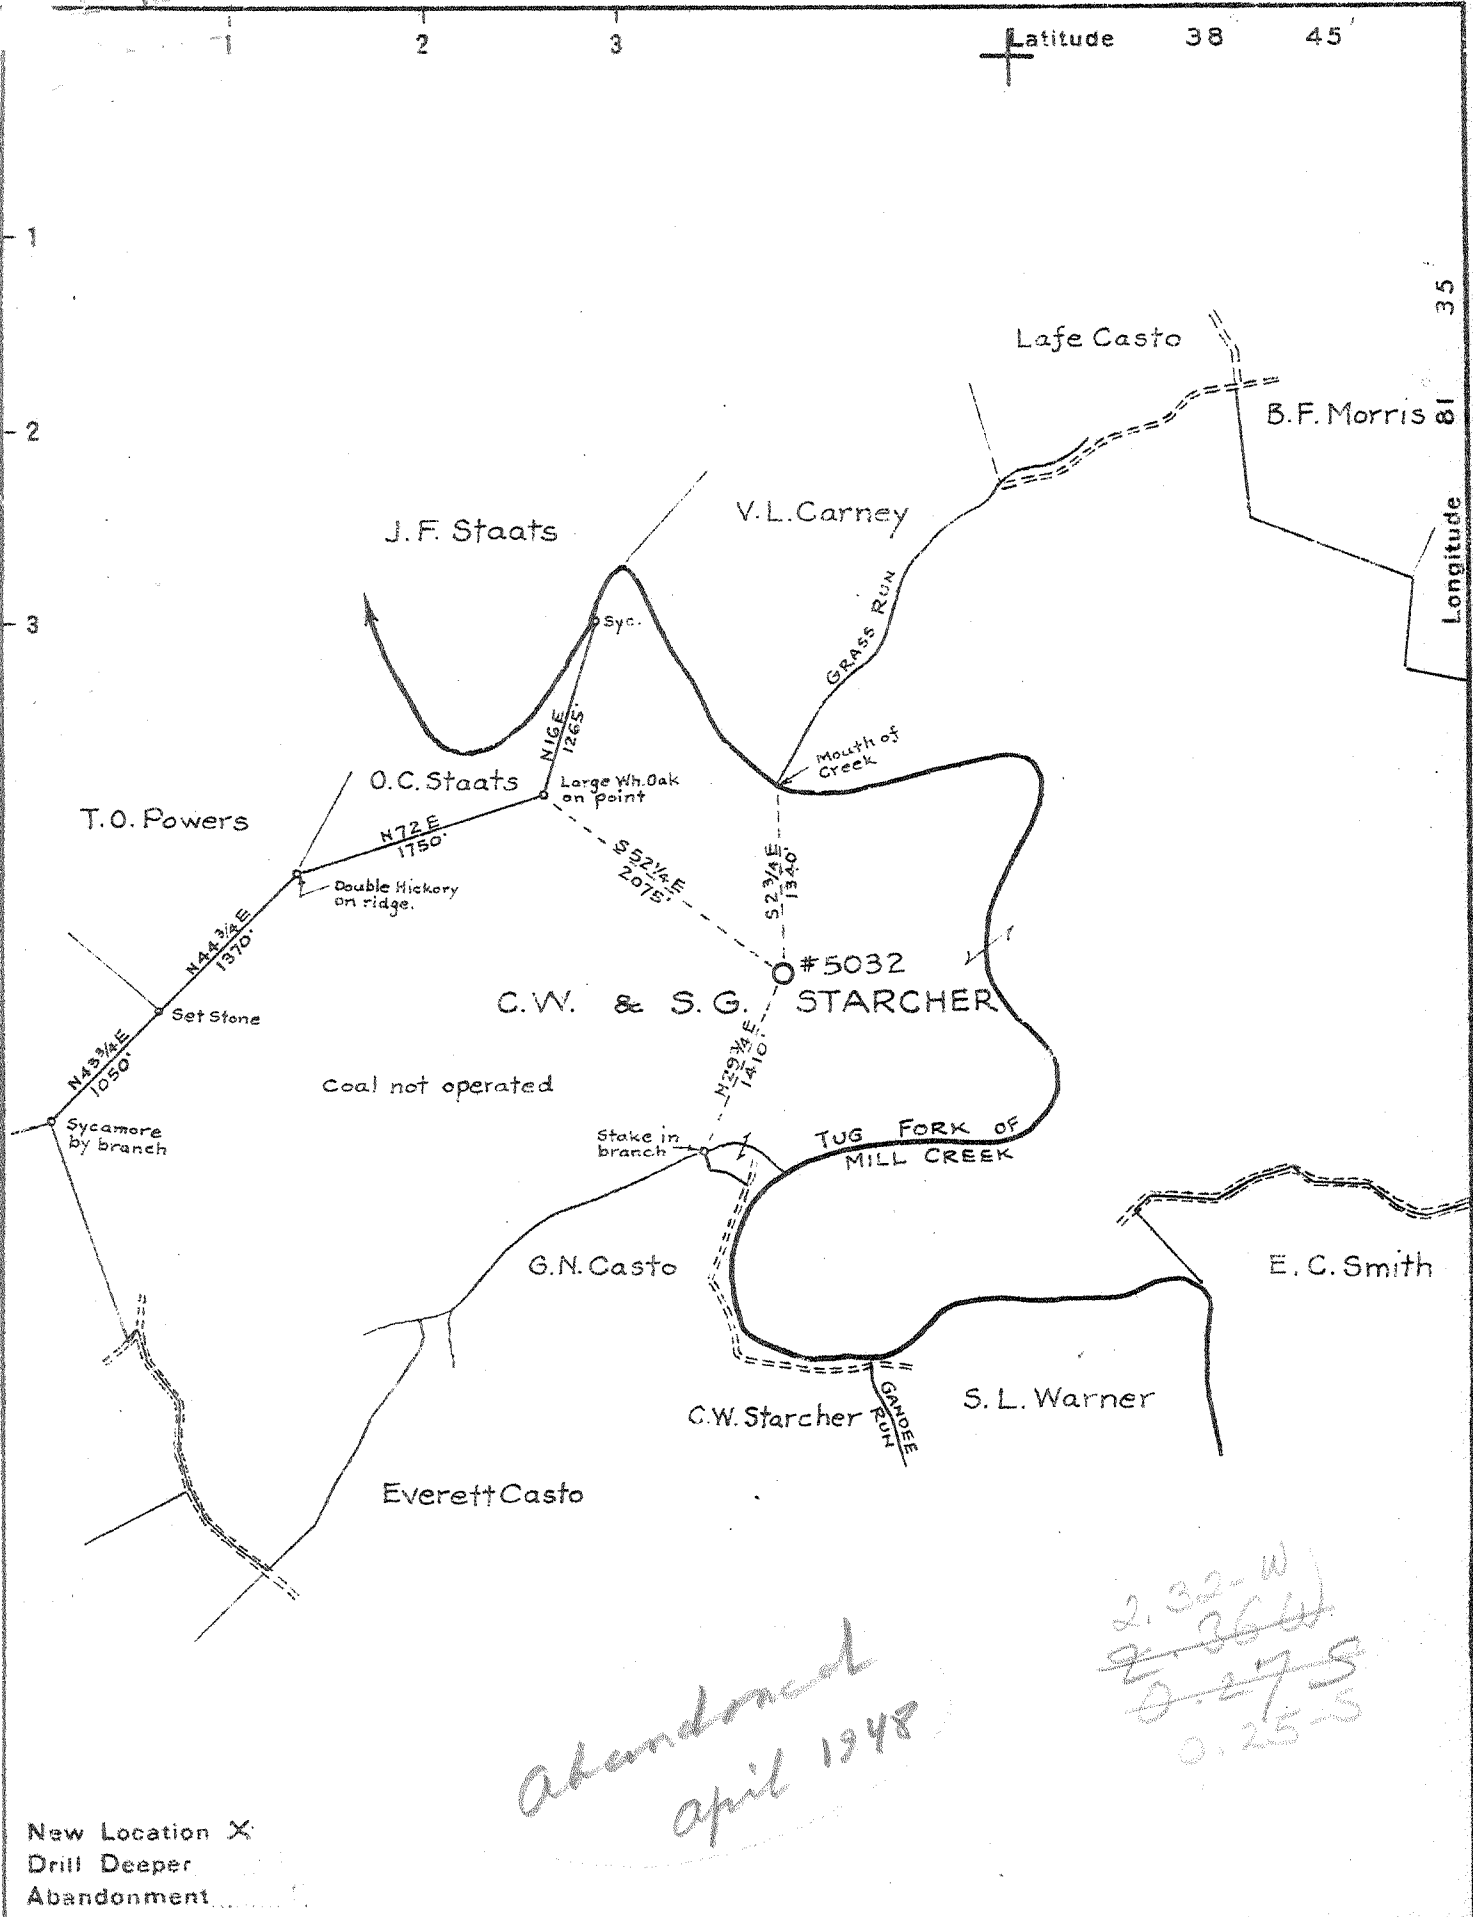 1 2 3 Latitude 38 45'
1
2
3
Longitude 81 35
Lafe Casto
B.F. Morris
V.L. Carney
J.F. Staats
GRASS RUN
Syc.
N16E
1265'
Mouth of
Creek
O.C. Staats
Large Wh. Oak
on point
T.O. Powers
N72E
1750'
S52¼E
2075'
S2¾E
1340'
Double Hickory
on ridge.
N44¾E
1370'
#5032
C.W. & S.G. STARCHER
Set Stone
N43¾E
1050'
N29¼E
1410'
Coal not operated
Sycamore
by branch
Stake in
branch
TUG FORK OF
MILL CREEK
G.N. Casto
E.C. Smith
C.W. Starcher
GANDEE
RUN
S.L. Warner
Everett Casto
2.32-W
2.36W
0.27S
0.25-S
Abandoned
April 1948
New Location X
Drill Deeper
Abandonment